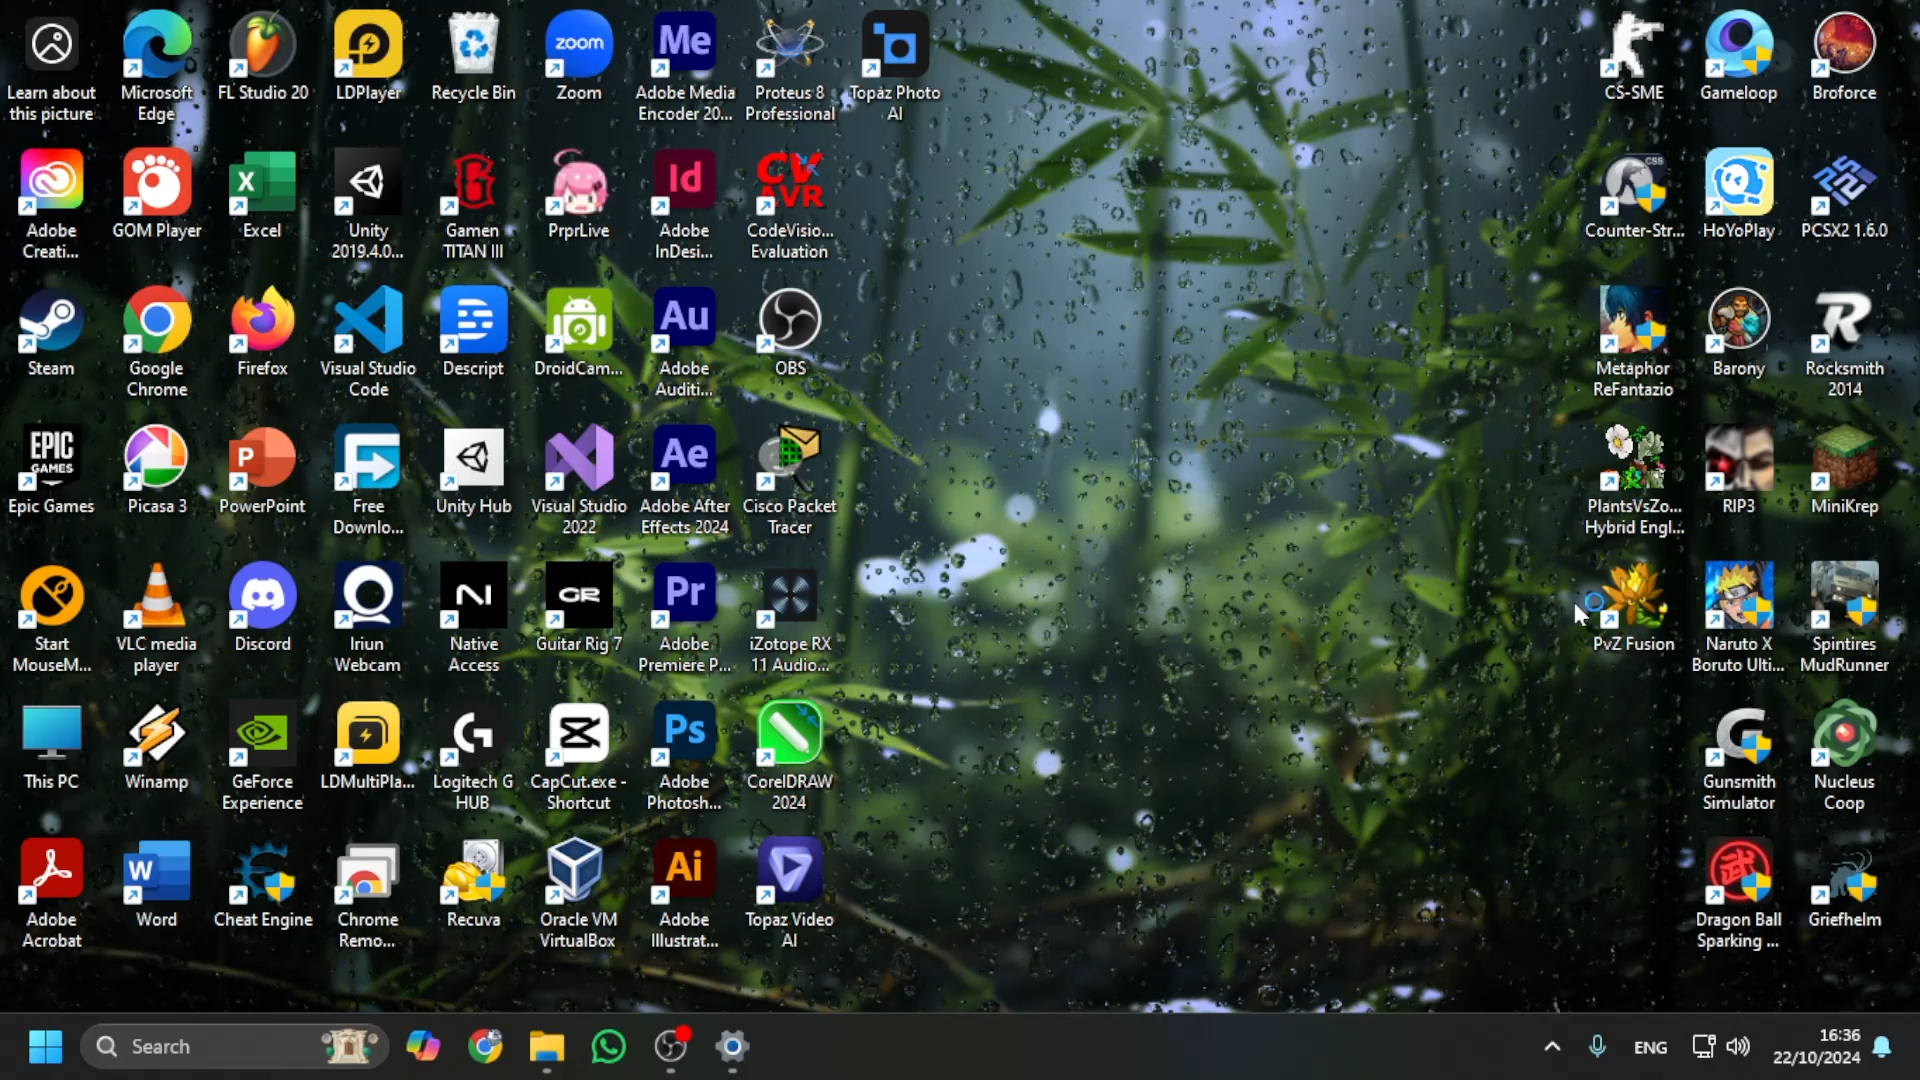 Learn about
this picture
Microsoft
Edge
FL Studio 20
LDPlayer
Recycle Bin
zoom
Zoom
Me
Adobe Media
Encoder 20...
Proteus 8
Professional
Topaz Photo
AI
CS-SME
Gameloop
Broforce
Adobe
Creati...
GOM Player
X
Excel
Unity
2019.4.0...
Gamen
TITAN III
PrprLive
Id
Adobe
InDesi...
CV
AVR
CodeVisio...
Evaluation
CSS
Counter-Str...
HoYoPlay
PCSX2 1.6.0
Steam
Google
Chrome
Firefox
Visual Studio
Code
Descript
DroidCam...
Au
Adobe
Auditi...
OBS
Metaphor
ReFantazio
Barony
R
Rocksmith
2014
EPIC
GAMES
Epic Games
Picasa 3
P
PowerPoint
Free
Downlo...
Unity Hub
Visual Studio
2022
Ae
Adobe After
Effects 2024
Cisco Packet
Tracer
PlantsVsZo...
Hybrid Engl...
RIP3
MiniKrep
Start
MouseM...
VLC media
player
Discord
Iriun
Webcam
Native
Access
GR
Guitar Rig 7
Pr
Adobe
Premiere P...
iZotope RX
11 Audio...
PvZ Fusion
Naruto X
Boruto Ulti...
Spintires
MudRunner
This PC
Winamp
GeForce
Experience
LDMultiPla...
G
Logitech G
HUB
CapCut.exe -
Shortcut
Ps
Adobe
Photosh...
CorelDRAW
2024
G
Gunsmith
Simulator
Nucleus
Coop
Adobe
Acrobat
W
Word
Cheat Engine
Chrome
Remo...
Recuva
Oracle VM
VirtualBox
Ai
Adobe
Illustrat...
Topaz Video
AI
武
Dragon Ball
Sparking ...
Griefhelm
Search
ENG
16:36
22/10/2024